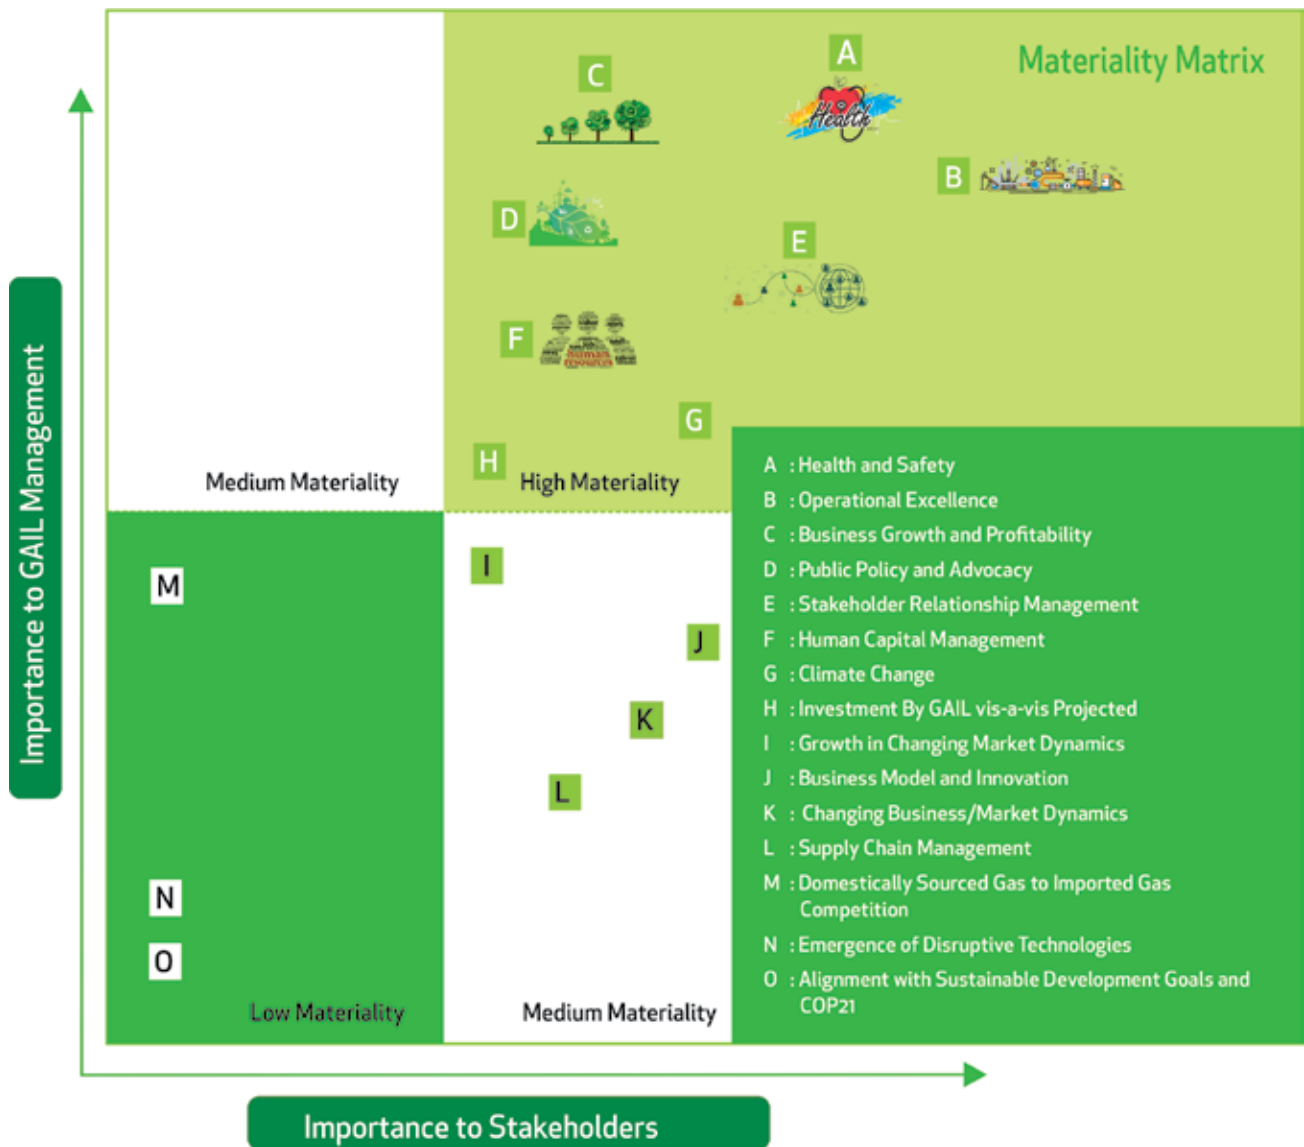 Materiality Matrix
A
C
Health
B
D
E
F
human
resources
G
H
Medium Materiality
High Materiality
Importance to GAIL Management
M
I
J
K
L
N
O
Low Materiality
Medium Materiality
A : Health and Safety
B : Operational Excellence
C : Business Growth and Profitability
D : Public Policy and Advocacy
E : Stakeholder Relationship Management
F : Human Capital Management
G : Climate Change
H : Investment By GAIL vis-a-vis Projected
I : Growth in Changing Market Dynamics
J : Business Model and Innovation
K : Changing Business/Market Dynamics
L : Supply Chain Management
M : Domestically Sourced Gas to Imported Gas
Competition
N : Emergence of Disruptive Technologies
O : Alignment with Sustainable Development Goals and
COP21
Importance to Stakeholders